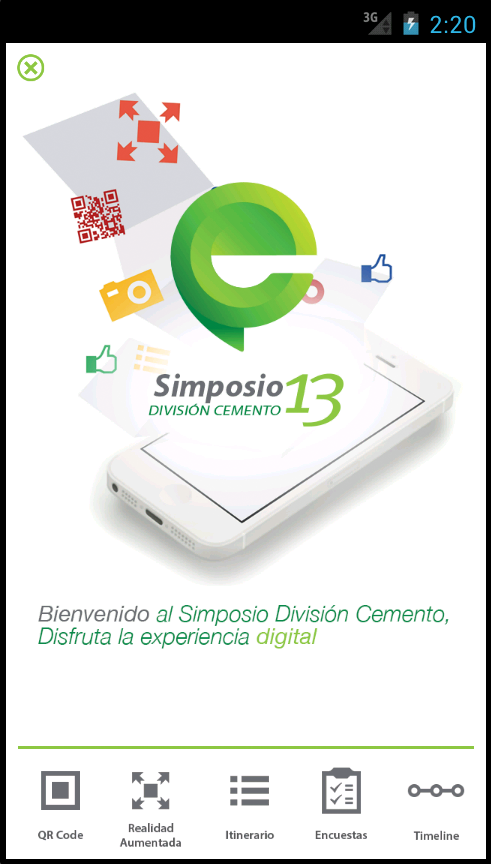 3G
2:20
Simposio 13
DIVISIÓN CEMENTO
Bienvenido al Simposio División Cemento,
Disfruta la experiencia digital
QR Code
Realidad
Aumentada
Itinerario
Encuestas
Timeline